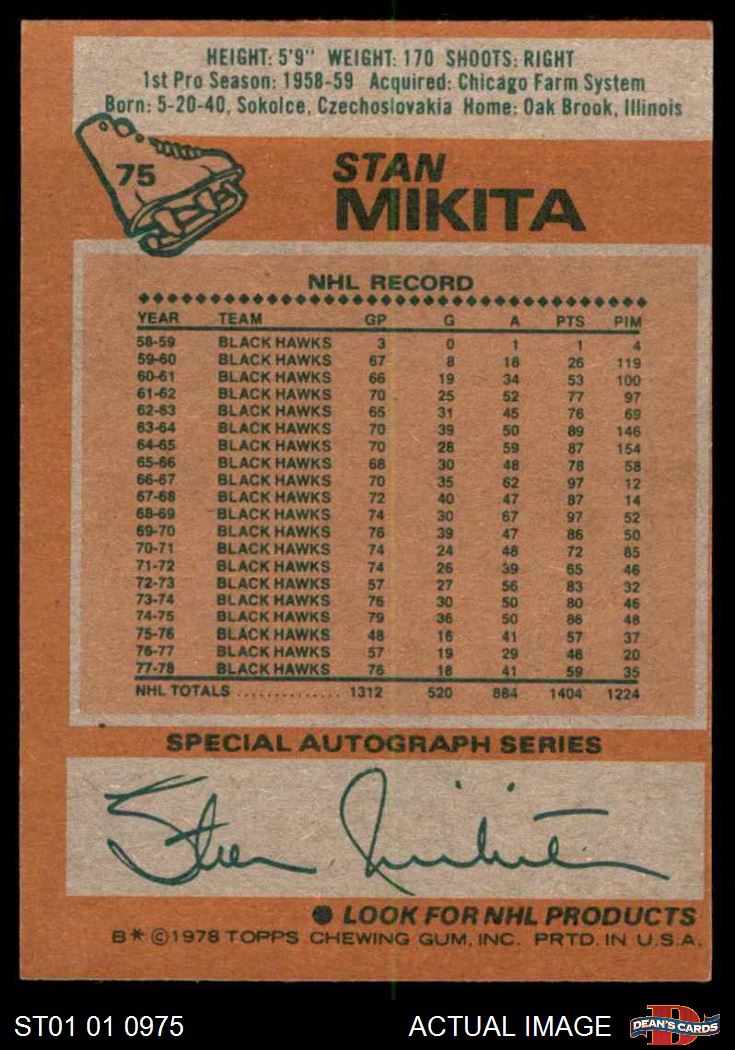 HEIGHT: 5'9" WEIGHT: 170 SHOOTS: RIGHT
1st Pro Season: 1958-59 Acquired: Chicago Farm System
Born: 5-20-40, Sokolce, Czechoslovakia Home: Oak Brook, Illinois
75
STAN
MIKITA
NHL RECORD
YEAR TEAM GP G A PTS PIM
58-59 BLACK HAWKS 3 0 1 1 4
59-60 BLACK HAWKS 67 8 18 26 119
60-61 BLACK HAWKS 66 19 34 53 100
61-62 BLACK HAWKS 70 25 52 77 97
62-63 BLACK HAWKS 65 31 45 76 69
63-64 BLACK HAWKS 70 39 50 89 146
64-65 BLACK HAWKS 70 28 59 87 154
65-66 BLACK HAWKS 68 30 48 78 58
66-67 BLACK HAWKS 70 35 62 97 12
67-68 BLACK HAWKS 72 40 47 87 14
68-69 BLACK HAWKS 74 30 67 97 52
69-70 BLACK HAWKS 76 39 47 86 50
70-71 BLACK HAWKS 74 24 48 72 85
71-72 BLACK HAWKS 74 26 39 65 46
72-73 BLACK HAWKS 57 27 56 83 32
73-74 BLACK HAWKS 76 30 50 80 46
74-75 BLACK HAWKS 79 36 50 86 48
75-76 BLACK HAWKS 48 16 41 57 37
76-77 BLACK HAWKS 57 19 29 48 20
77-78 BLACK HAWKS 76 18 41 59 35
NHL TOTALS .............. 1312 520 884 1404 1224
SPECIAL AUTOGRAPH SERIES
Stan Mikita
● LOOK FOR NHL PRODUCTS
B* ©1978 TOPPS CHEWING GUM, INC. PRTD. IN U.S.A.
ST01 01 0975
ACTUAL IMAGE
DEAN'S CARDS